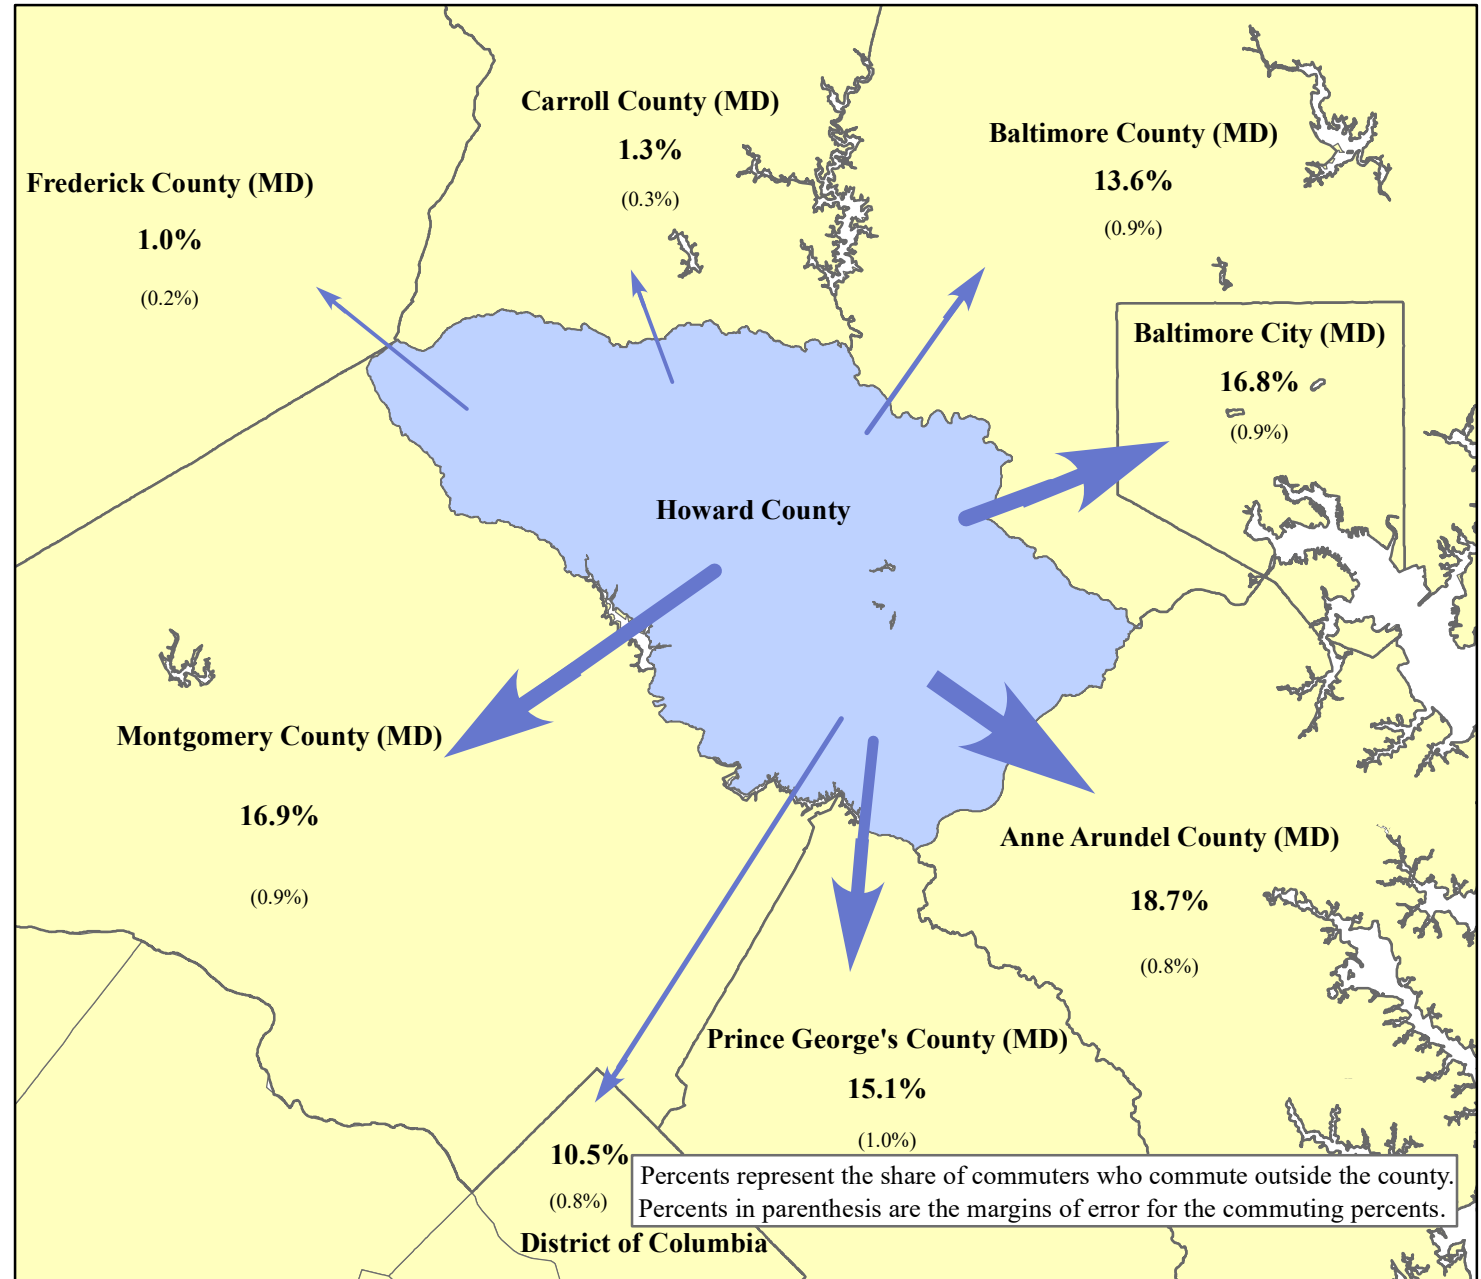 Carroll County (MD)
1.3%
(0.3%)
Baltimore County (MD)
13.6%
(0.9%)
Frederick County (MD)
1.0%
(0.2%)
Baltimore City (MD)
16.8%
(0.9%)
Howard County
Montgomery County (MD)
16.9%
(0.9%)
Anne Arundel County (MD)
18.7%
(0.8%)
Prince George's County (MD)
15.1%
(1.0%)
10.5%
(0.8%)
District of Columbia
Percents represent the share of commuters who commute outside the county.
Percents in parenthesis are the margins of error for the commuting percents.